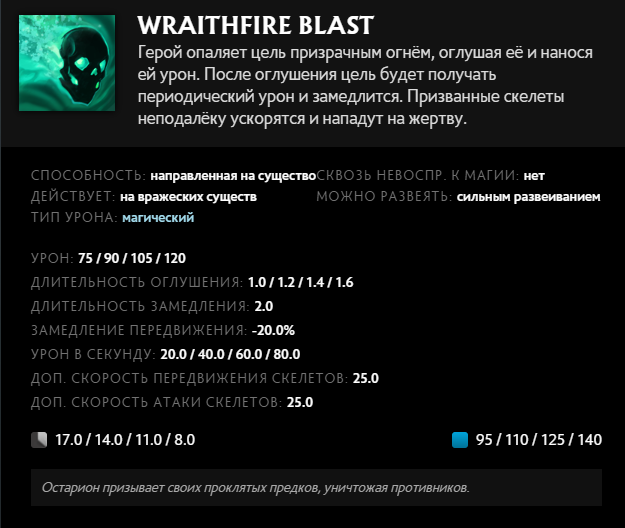 WRAITHFIRE BLAST
Герой опаляет цель призрачным огнём, оглушая её и нанося
ей урон. После оглушения цель будет получать
периодический урон и замедлится. Призванные скелеты
неподалёку ускорятся и нападут на жертву.
СПОСОБНОСТЬ: направленная на существо СКВОЗЬ НЕВОСПР. К МАГИИ: нет
ДЕЙСТВУЕТ: на вражеских существ МОЖНО РАЗВЕЯТЬ: сильным развеиванием
ТИП УРОНА: магический
УРОН: 75 / 90 / 105 / 120
ДЛИТЕЛЬНОСТЬ ОГЛУШЕНИЯ: 1.0 / 1.2 / 1.4 / 1.6
ДЛИТЕЛЬНОСТЬ ЗАМЕДЛЕНИЯ: 2.0
ЗАМЕДЛЕНИЕ ПЕРЕДВИЖЕНИЯ: -20.0%
УРОН В СЕКУНДУ: 20.0 / 40.0 / 60.0 / 80.0
ДОП. СКОРОСТЬ ПЕРЕДВИЖЕНИЯ СКЕЛЕТОВ: 25.0
ДОП. СКОРОСТЬ АТАКИ СКЕЛЕТОВ: 25.0
17.0 / 14.0 / 11.0 / 8.0 95 / 110 / 125 / 140
Остарион призывает своих проклятых предков, уничтожая противников.